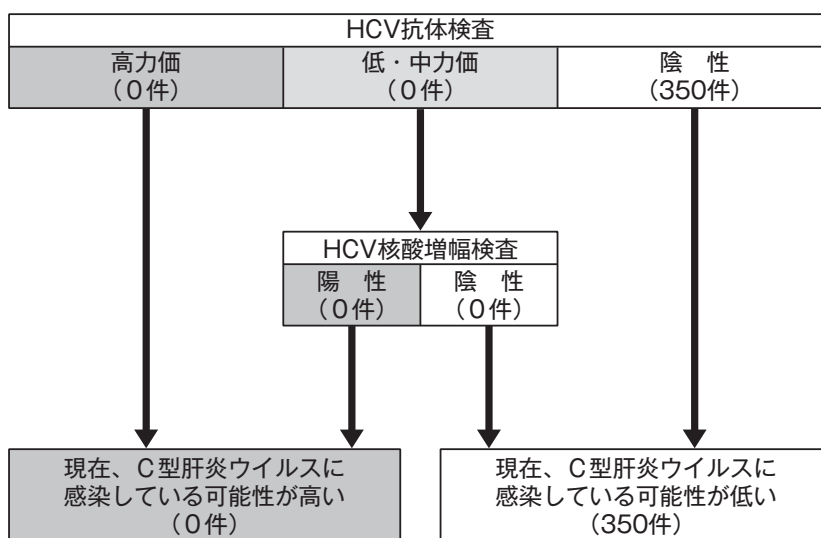 HCV抗体検査
高力価
（0件）
低・中力価
（0件）
陰　性
（350件）
HCV核酸増幅検査
陽　性
（0件）
陰　性
（0件）
現在、C型肝炎ウイルスに
感染している可能性が高い
（0件）
現在、C型肝炎ウイルスに
感染している可能性が低い
（350件）